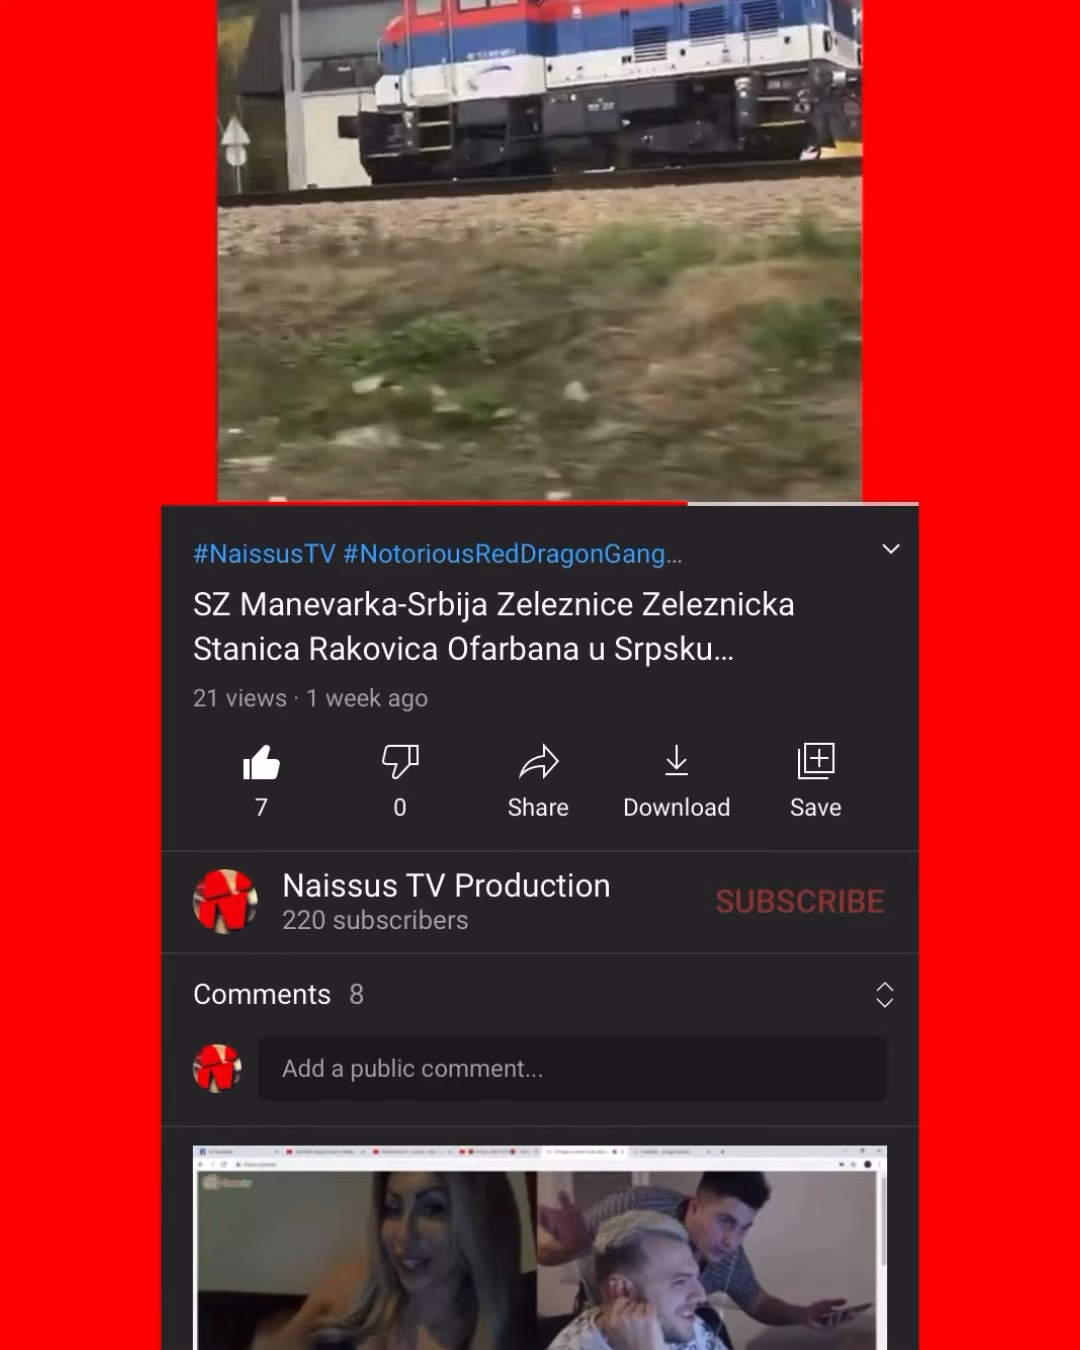 #NaissusTV #NotoriousRedDragonGang...
SZ Manevarka-Srbija Zeleznice Zeleznicka
Stanica Rakovica Ofarbana u Srpsku...
21 views · 1 week ago
7
0
Share
Download
Save
Naissus TV Production
220 subscribers
SUBSCRIBE
Comments 8
Add a public comment...